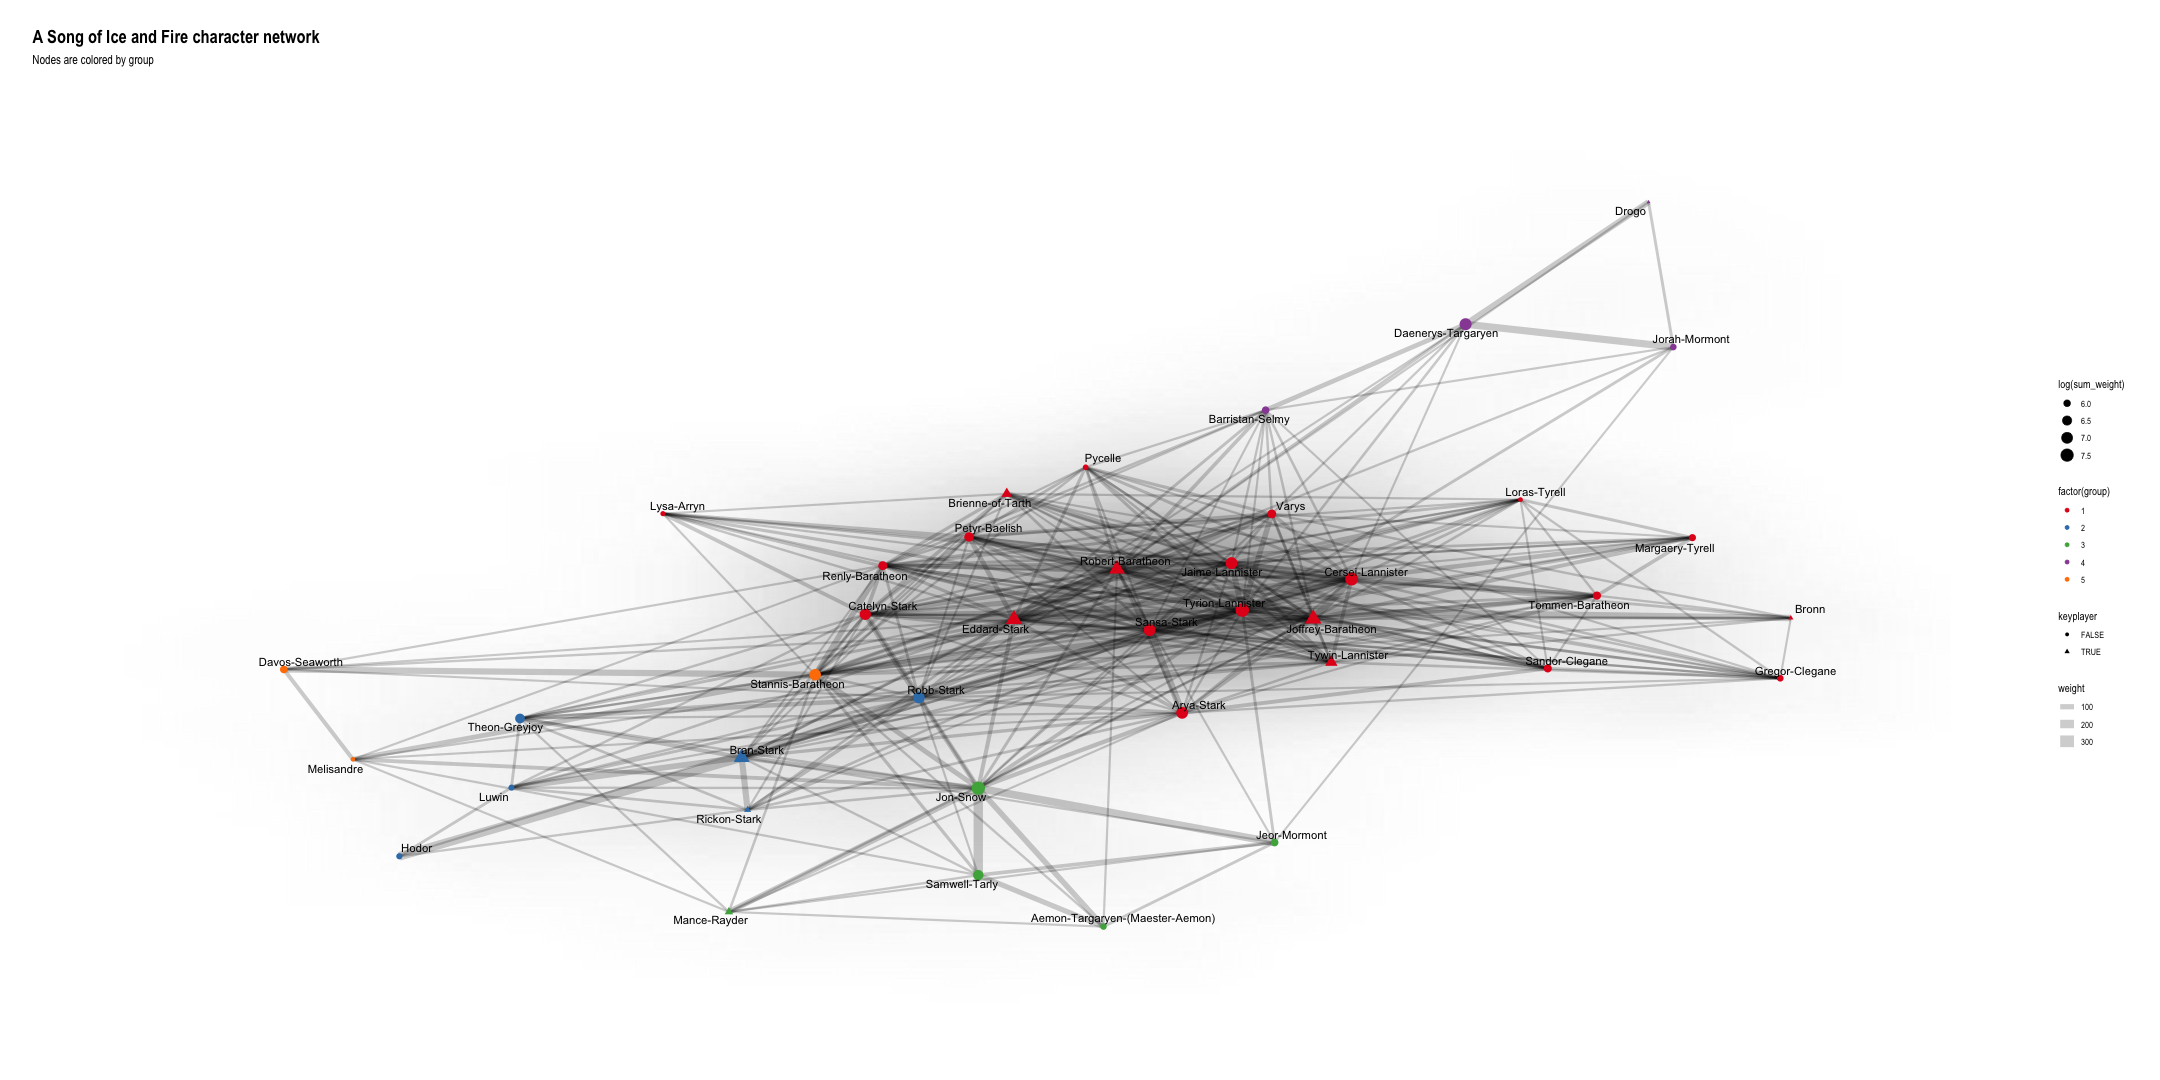 A Song of Ice and Fire character network
Nodes are colored by group
Drogo
Daenerys-Targaryen
Jorah-Mormont
Barristan-Selmy
Pycelle
Loras-Tyrell
Brienne-of-Tarth
Lysa-Arryn
Varys
Petyr-Baelish
Margaery-Tyrell
Robert-Baratheon
Jaime-Lannister
Cersei-Lannister
Renly-Baratheon
Catelyn-Stark
Tyrion-Lannister
Tommen-Baratheon
Bronn
Sansa-Stark
Eddard-Stark
Joffrey-Baratheon
Tywin-Lannister
Davos-Seaworth
Sandor-Clegane
Gregor-Clegane
Stannis-Baratheon
Robb-Stark
Arya-Stark
Theon-Greyjoy
Bran-Stark
Melisandre
Luwin
Jon-Snow
Rickon-Stark
Jeor-Mormont
Hodor
Samwell-Tarly
Mance-Rayder
Aemon-Targaryen-(Maester-Aemon)
log(sum_weight)
6.0
6.5
7.0
7.5
factor(group)
1
2
3
4
5
keyplayer
FALSE
TRUE
weight
100
200
300